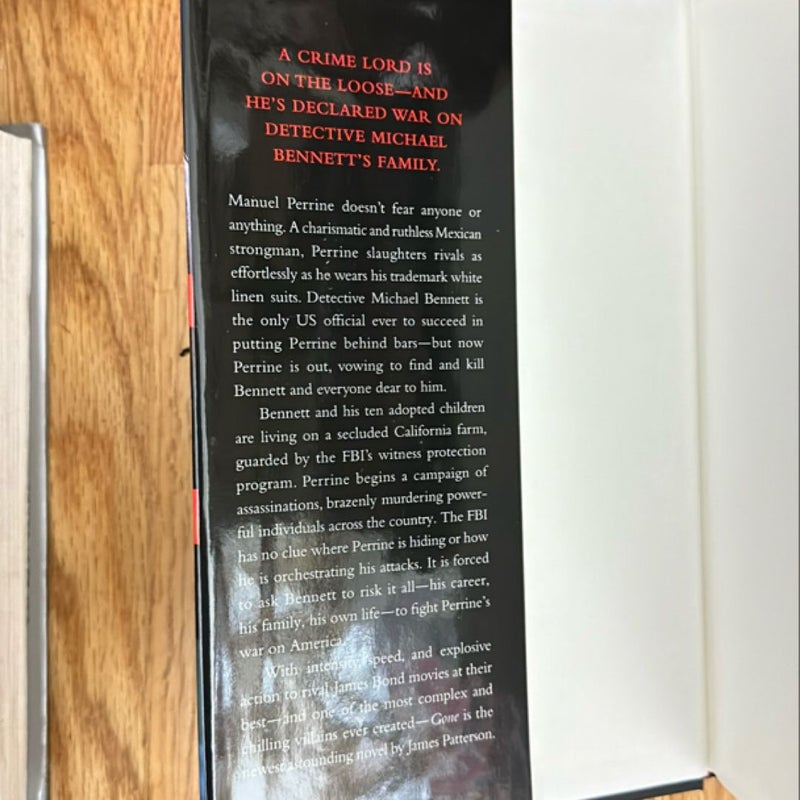 A CRIME LORD IS
ON THE LOOSE—AND
HE'S DECLARED WAR ON
DETECTIVE MICHAEL
BENNETT'S FAMILY.
Manuel Perrine doesn't fear anyone or
anything. A charismatic and ruthless Mexican
strongman, Perrine slaughters rivals as
effortlessly as he wears his trademark white
linen suits. Detective Michael Bennett is
the only US official ever to succeed in
putting Perrine behind bars—but now
Perrine is out, vowing to find and kill
Bennett and everyone dear to him.
Bennett and his ten adopted children
are living on a secluded California farm,
guarded by the FBI's witness protection
program. Perrine begins a campaign of
assassinations, brazenly murdering power-
ful individuals across the country. The FBI
has no clue where Perrine is hiding or how
he is orchestrating his attacks. It is forced
to ask Bennett to risk it all—his career,
his family, his own life—to fight Perrine's
war on America.
With intensity, speed, and explosive
action to rival James Bond movies at their
best—and one of the most complex and
chilling villains ever created—Gone is the
newest astounding novel by James Patterson.